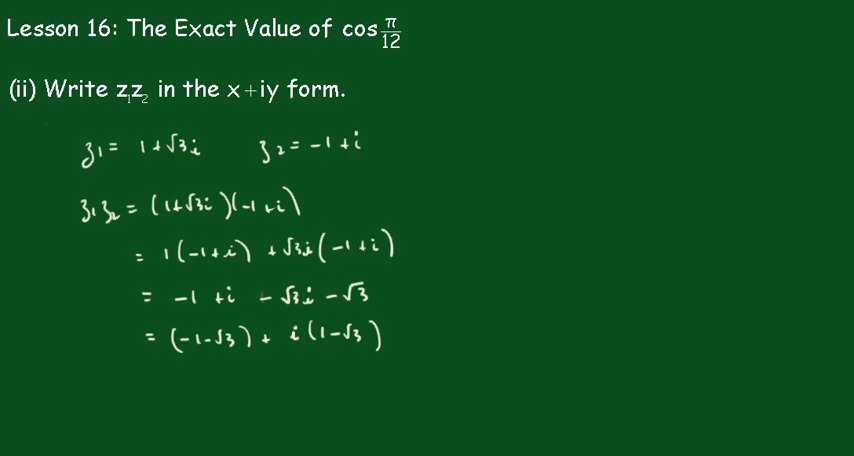 Lesson 16: The Exact Value of cos π/12
(ii) Write z₁z₂ in the x+iy form.
z1 = 1+√3i z2 = -1+i
z1z2 = (1+√3i)(-1+i)
= 1(-1+i) + √3i(-1+i)
= -1 +i - √3i - √3
= (-1-√3) + i(1-√3)